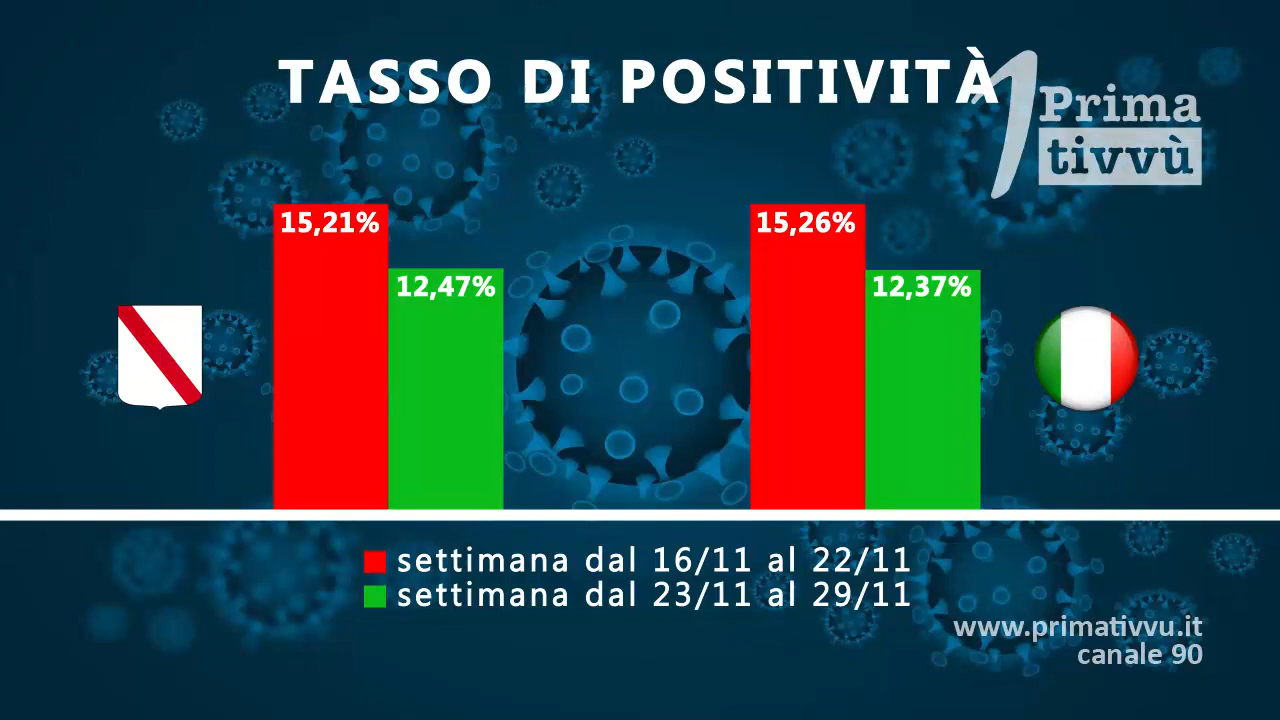 TASSO DI POSITIVITÀ
1 Prima
tivvù
15,21%
15,26%
12,47%
12,37%
settimana dal 16/11 al 22/11
settimana dal 23/11 al 29/11
www.primativvu.it
canale 90